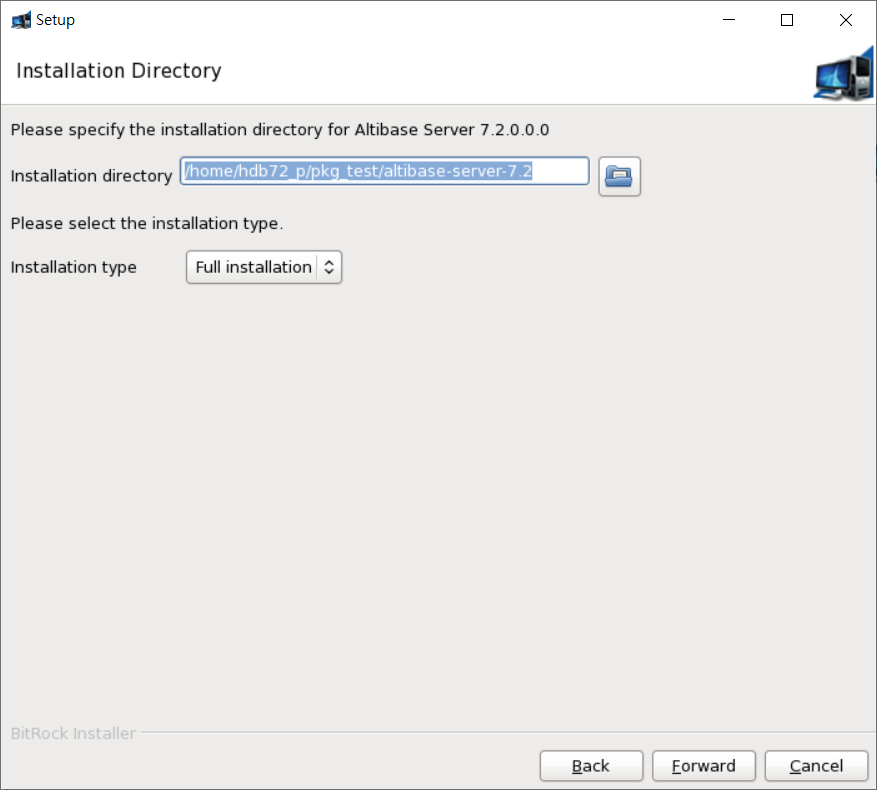 Setup
Installation Directory
Please specify the installation directory for Altibase Server 7.2.0.0.0
Installation directory /home/hdb72_p/pkg_test/altibase-server-7.2
Please select the installation type.
Installation type Full installation
BitRock Installer
Back Forward Cancel